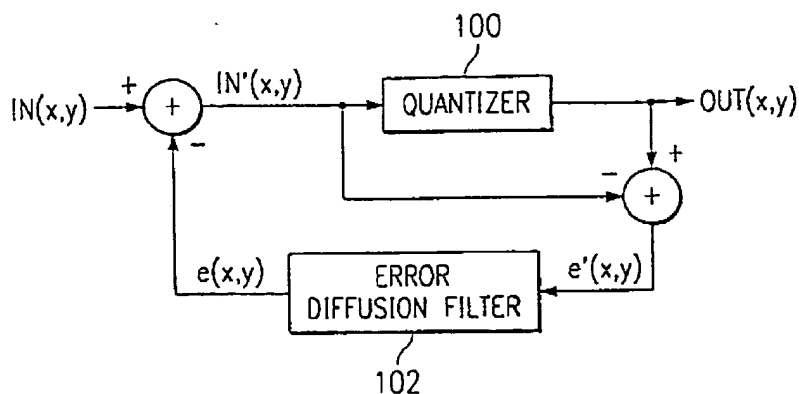 100
IN(x,y)
+
+
−
IN'(x,y)
QUANTIZER
OUT(x,y)
+
−
+
e(x,y)
ERROR
DIFFUSION FILTER
e'(x,y)
102